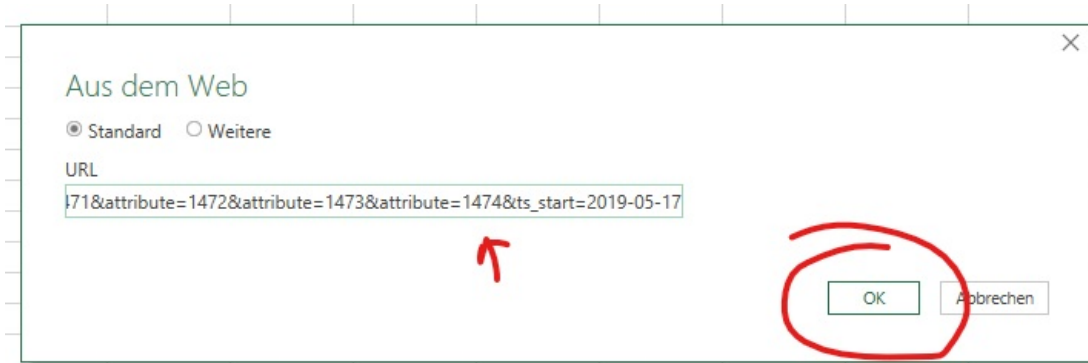 Aus dem Web
Standard Weitere
URL
471&attribute=1472&attribute=1473&attribute=1474&ts_start=2019-05-17
OK Abbrechen